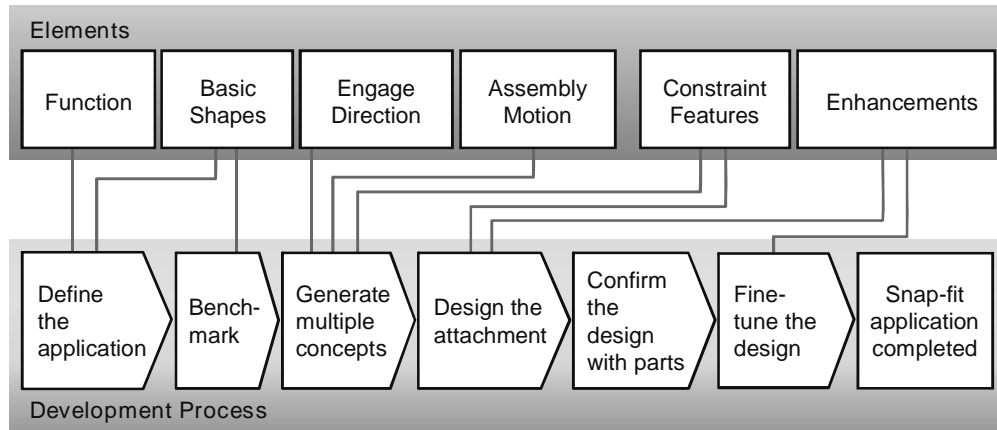 Elements
Function
Basic
Shapes
Engage
Direction
Assembly
Motion
Constraint
Features
Enhancements
Define
the
application
Bench-
mark
Generate
multiple
concepts
Design the
attachment
Confirm
the
design
with parts
Fine-
tune the
design
Snap-fit
application
completed
Development Process